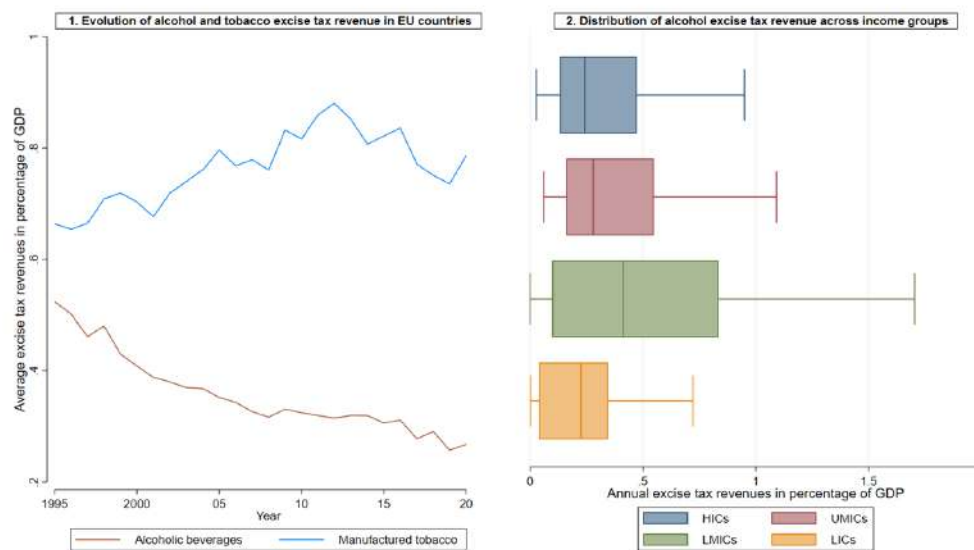 1. Evolution of alcohol and tobacco excise tax revenue in EU countries
Average excise tax revenues in percentage of GDP
1
.8
.6
.4
.2
1995
2000
05
10
15
20
Year
Alcoholic beverages
Manufactured tobacco
2. Distribution of alcohol excise tax revenue across income groups
0
.5
1
1.5
Annual excise tax revenues in percentage of GDP
HICs
UMICs
LMICs
LICs